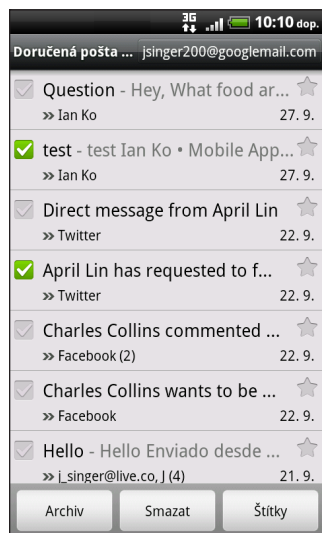 3G 10:10 dop.
Doručená pošta ... jsinger200@googlemail.com
Question - Hey, What food ar...
» Ian Ko 27. 9.
test - test Ian Ko • Mobile App...
» Ian Ko 27. 9.
Direct message from April Lin
» Twitter 22. 9.
April Lin has requested to f...
» Twitter 22. 9.
Charles Collins commented ...
» Facebook (2) 22. 9.
Charles Collins wants to be ...
» Facebook 22. 9.
Hello - Hello Enviado desde ...
» j_singer@live.co, J (4) 21. 9.
Archiv Smazat Štítky